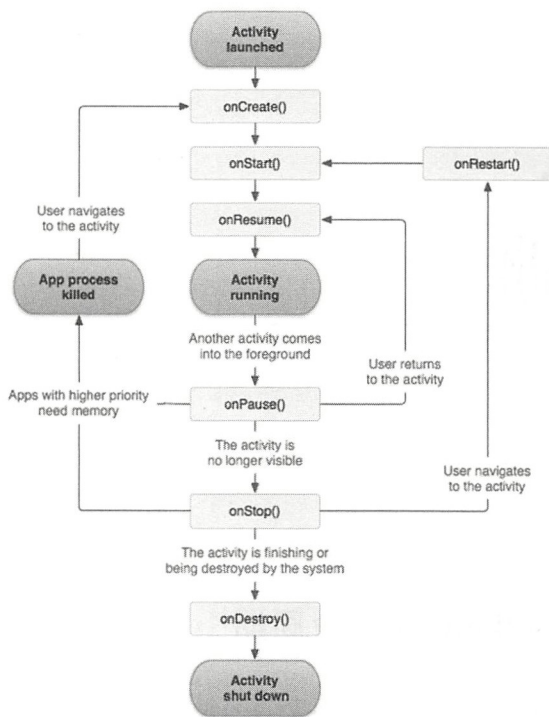 Activity
launched
onCreate()
onStart()
onRestart()
User navigates
to the activity
onResume()
App process
killed
Activity
running
Another activity comes
into the foreground
User returns
to the activity
Apps with higher priority
need memory
onPause()
The activity is
no longer visible
User navigates
to the activity
onStop()
The activity is finishing or
being destroyed by the system
onDestroy()
Activity
shut down